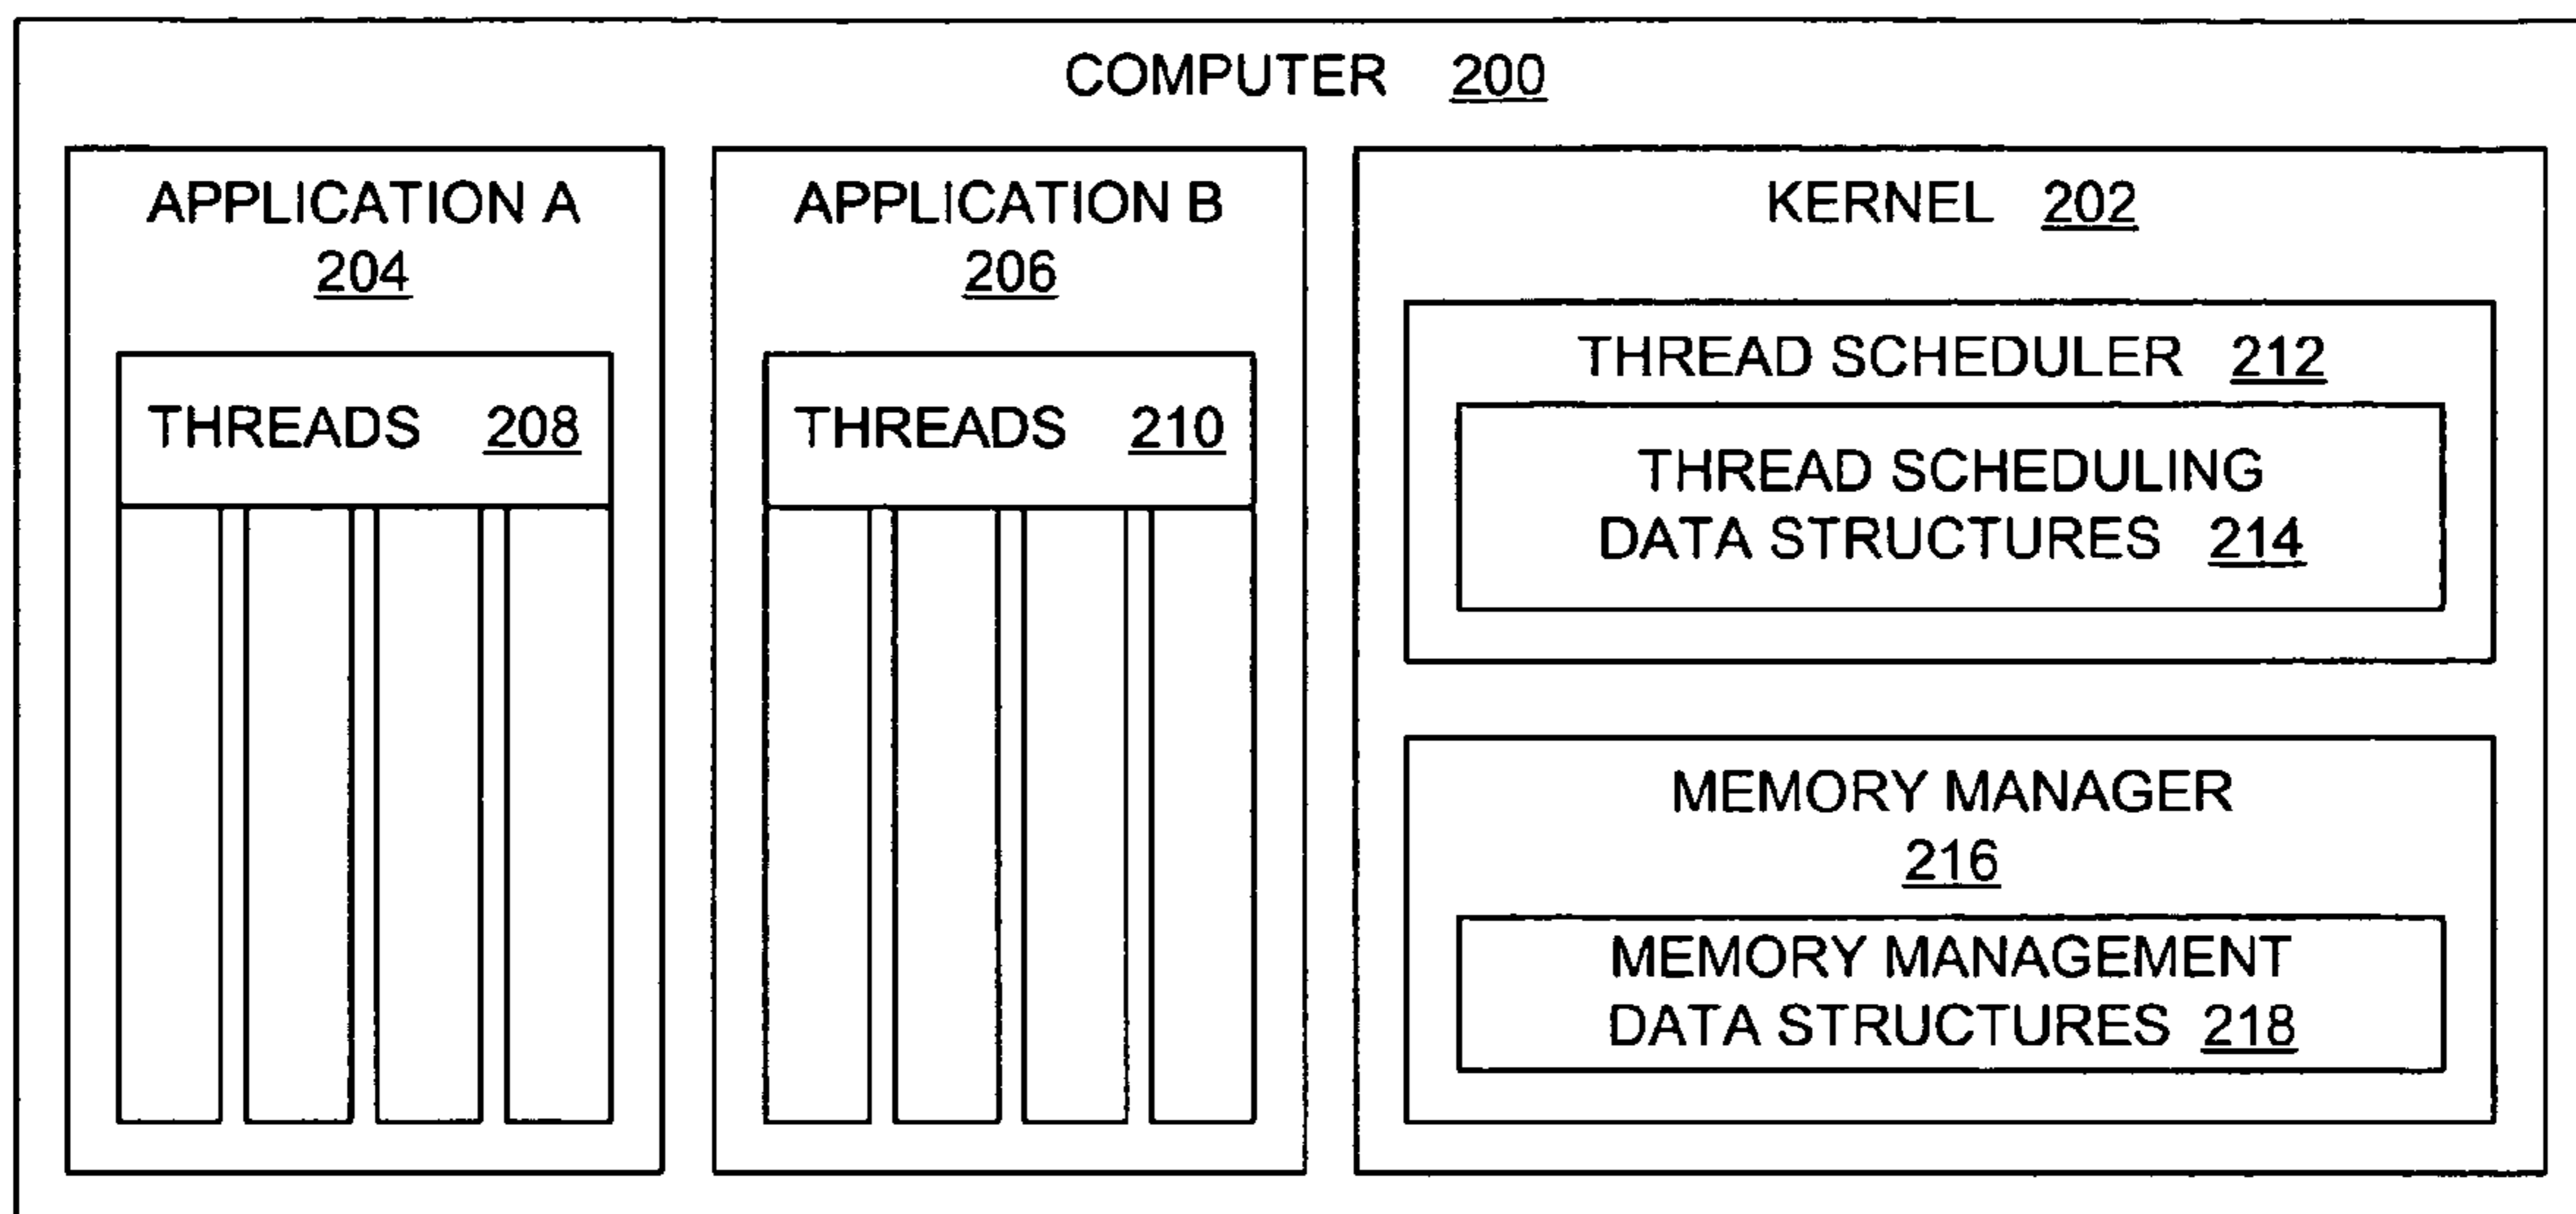 COMPUTER 200
APPLICATION A
204
THREADS 208
APPLICATION B
206
THREADS 210
KERNEL 202
THREAD SCHEDULER 212
THREAD SCHEDULING
DATA STRUCTURES 214
MEMORY MANAGER
216
MEMORY MANAGEMENT
DATA STRUCTURES 218